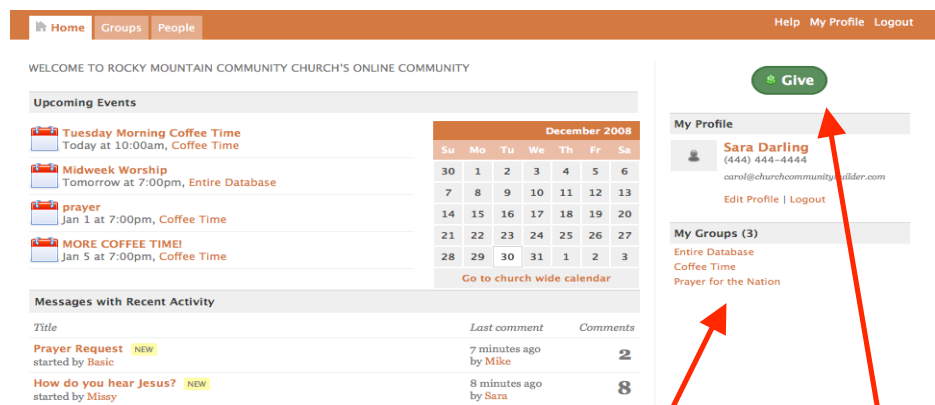 Home Groups People
Help My Profile Logout
WELCOME TO ROCKY MOUNTAIN COMMUNITY CHURCH'S ONLINE COMMUNITY
Upcoming Events
Tuesday Morning Coffee Time
Today at 10:00am, Coffee Time
Midweek Worship
Tomorrow at 7:00pm, Entire Database
prayer
Jan 1 at 7:00pm, Coffee Time
MORE COFFEE TIME!
Jan 5 at 7:00pm, Coffee Time
December 2008
Su Mo Tu We Th Fr Sa
30 1 2 3 4 5 6
7 8 9 10 11 12 13
14 15 16 17 18 19 20
21 22 23 24 25 26 27
28 29 30 31 1 2 3
Go to church wide calendar
Messages with Recent Activity
Title Last comment Comments
Prayer Request NEW 7 minutes ago 2
started by Basic by Mike
How do you hear Jesus? NEW 8 minutes ago 8
started by Missy by Sara
$ Give
My Profile
Sara Darling
(444) 444-4444
carol@churchcommunitybuilder.com
Edit Profile | Logout
My Groups (3)
Entire Database
Coffee Time
Prayer for the Nation